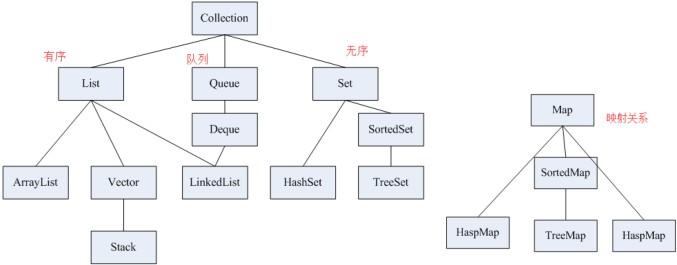 Collection
有序
队列
无序
List
Queue
Set
Map
映射关系
Deque
SortedSet
ArrayList
Vector
LinkedList
HashSet
TreeSet
SortedMap
HaspMap
TreeMap
HaspMap
Stack